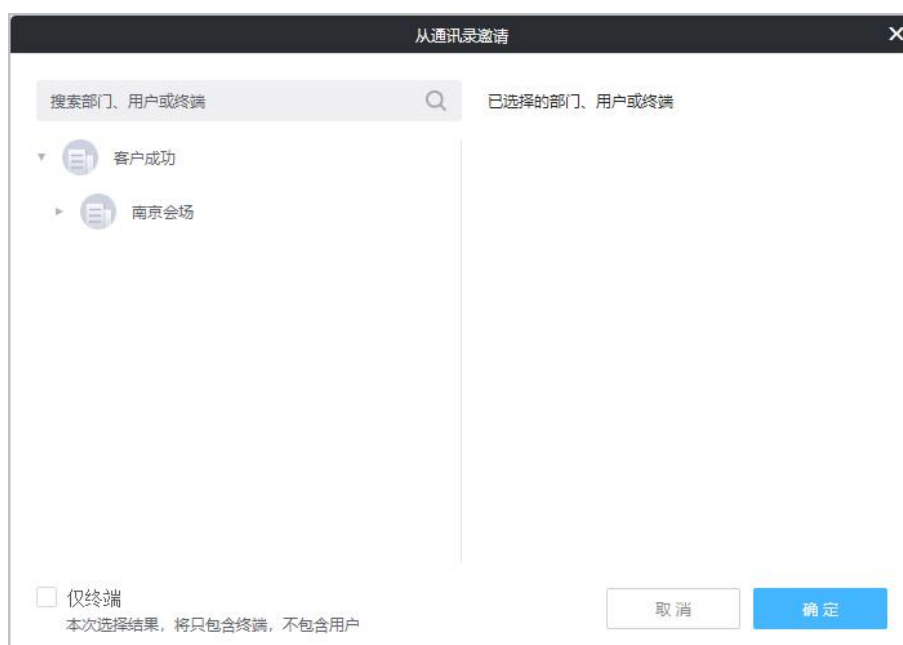 从通讯录邀请
搜索部门、用户或终端
已选择的部门、用户或终端
客户成功
南京会场
仅终端
本次选择结果，将只包含终端，不包含用户
取消
确定